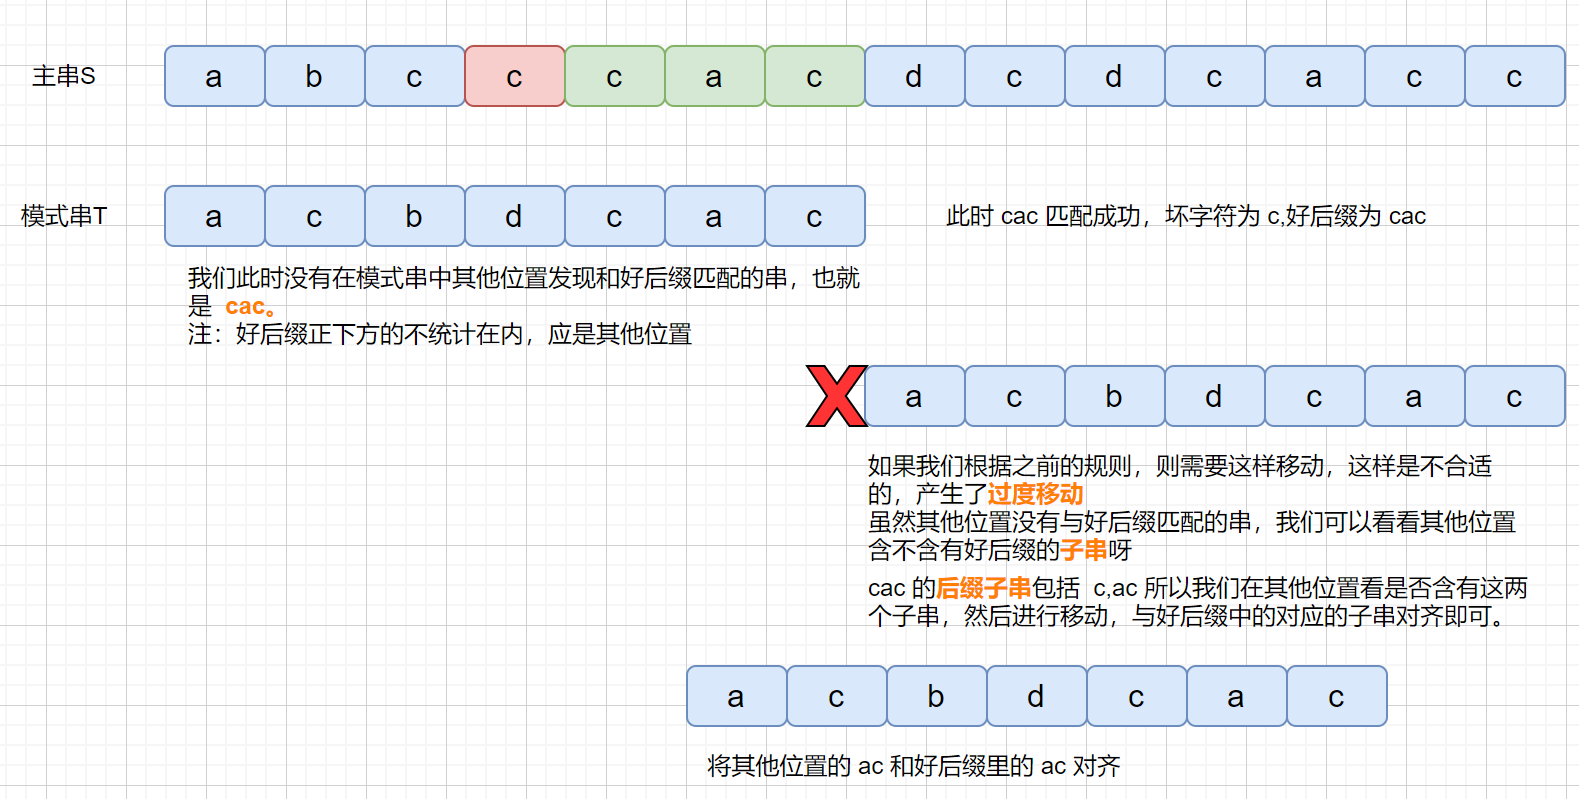 主串S a b c c c a c d c d c a c c
模式串T a c b d c a c 此时 cac 匹配成功，坏字符为 c,好后缀为 cac
我们此时没有在模式串中其他位置发现和好后缀匹配的串，也就
是 cac。
注：好后缀正下方的不统计在内，应是其他位置
X a c b d c a c
如果我们根据之前的规则，则需要这样移动，这样是不合适
的，产生了过度移动
虽然其他位置没有与好后缀匹配的串，我们可以看看其他位置
含不含有好后缀的子串呀
cac 的后缀子串包括 c,ac 所以我们在其他位置看是否含有这两
个子串，然后进行移动，与好后缀中的对应的子串对齐即可。
a c b d c a c
将其他位置的 ac 和好后缀里的 ac 对齐